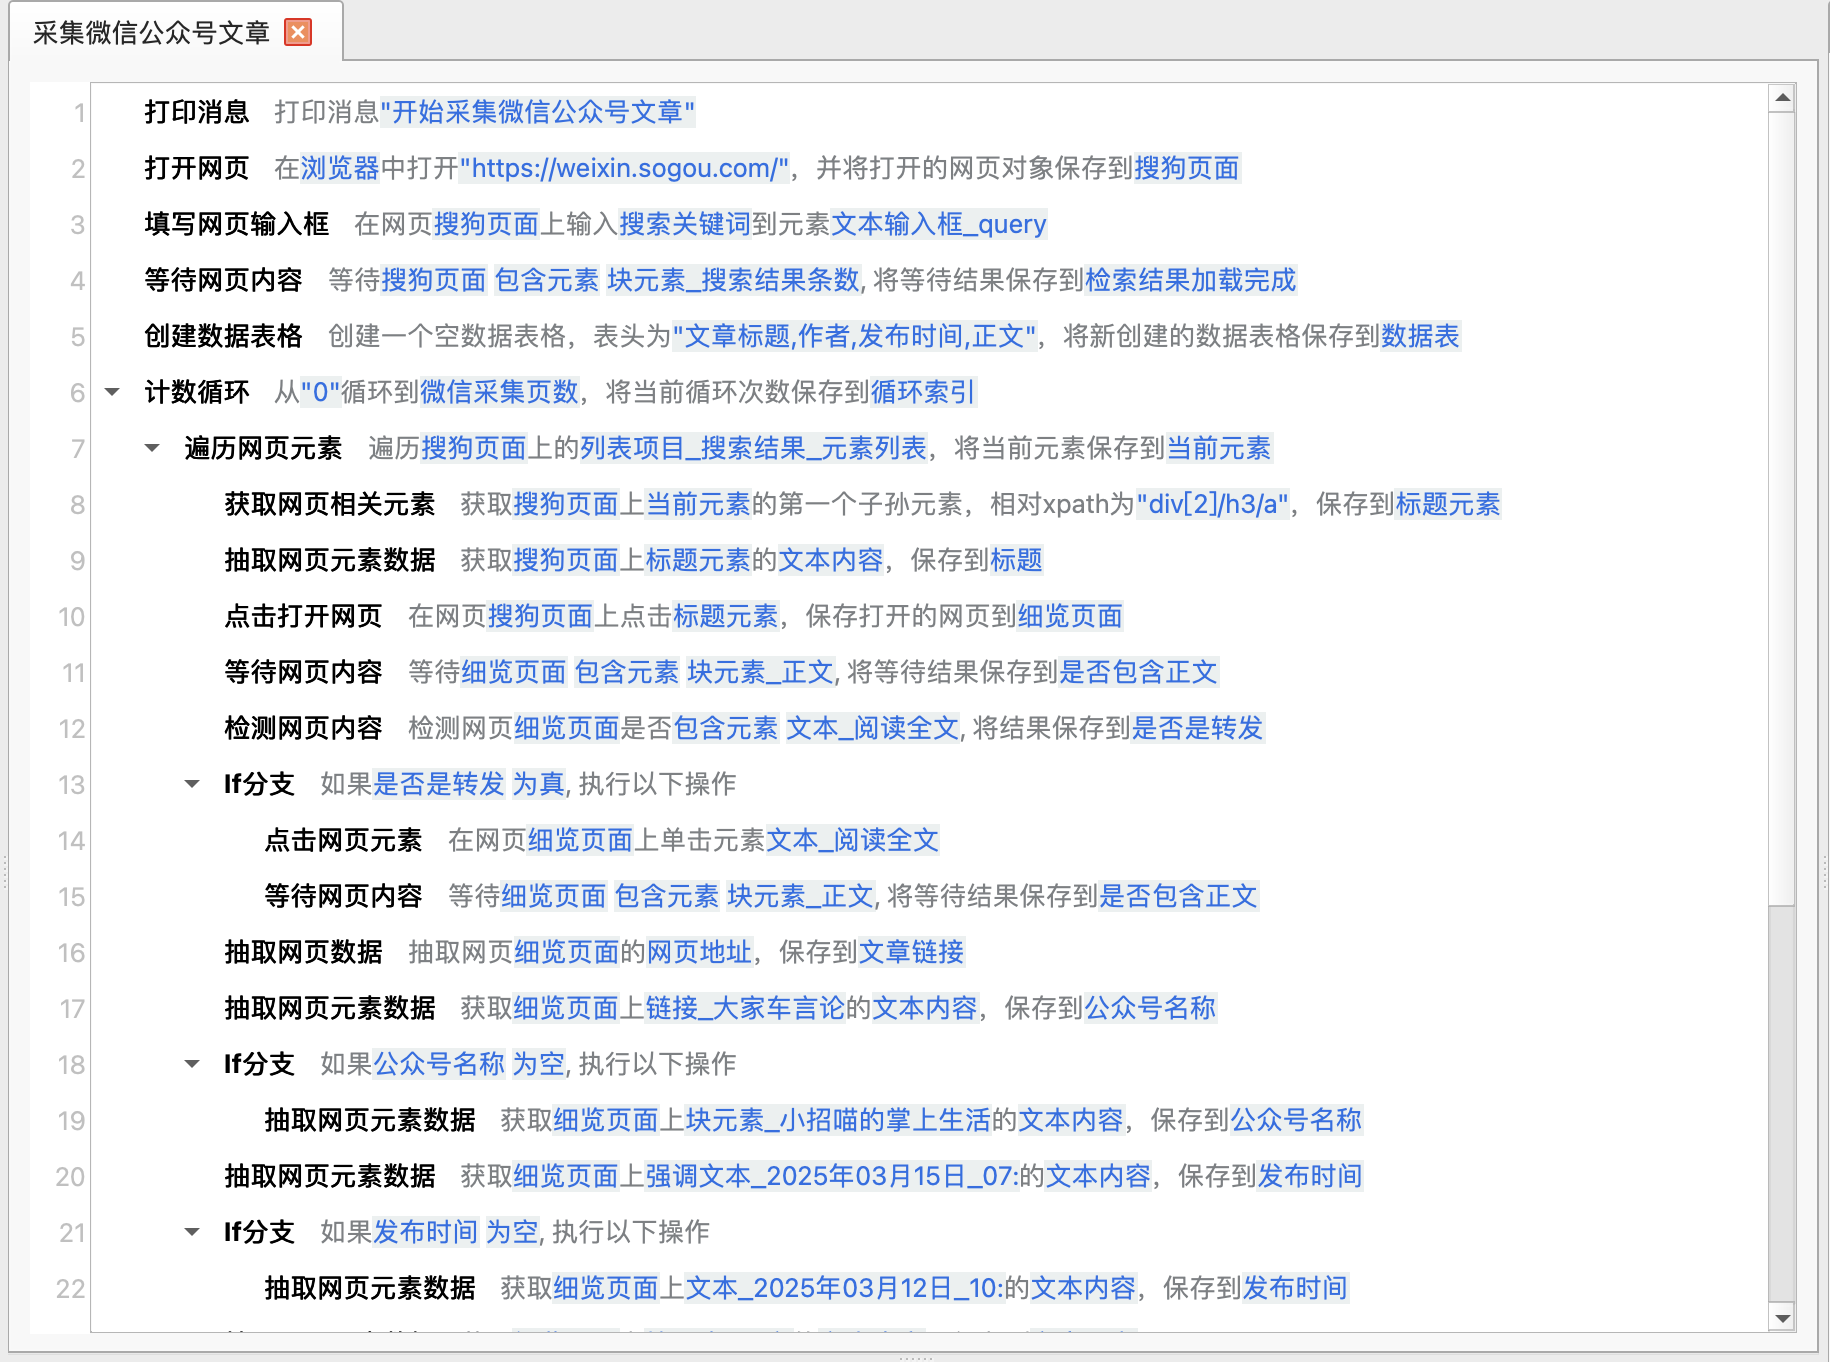 采集微信公众号文章
1 打印消息 打印消息"开始采集微信公众号文章"
2 打开网页 在浏览器中打开"https://weixin.sogou.com/"，并将打开的网页对象保存到搜狗页面
3 填写网页输入框 在网页搜狗页面上输入搜索关键词到元素文本输入框_query
4 等待网页内容 等待搜狗页面 包含元素 块元素_搜索结果条数, 将等待结果保存到检索结果加载完成
5 创建数据表格 创建一个空数据表格，表头为"文章标题,作者,发布时间,正文"，将新创建的数据表格保存到数据表
6 计数循环 从"0"循环到微信采集页数，将当前循环次数保存到循环索引
7 遍历网页元素 遍历搜狗页面上的列表项目_搜索结果_元素列表，将当前元素保存到当前元素
8 获取网页相关元素 获取搜狗页面上当前元素的第一个子孙元素，相对xpath为"div[2]/h3/a"，保存到标题元素
9 抽取网页元素数据 获取搜狗页面上标题元素的文本内容，保存到标题
10 点击打开网页 在网页搜狗页面上点击标题元素，保存打开的网页到细览页面
11 等待网页内容 等待细览页面 包含元素 块元素_正文, 将等待结果保存到是否包含正文
12 检测网页内容 检测网页细览页面是否包含元素 文本_阅读全文, 将结果保存到是否是转发
13 If分支 如果是否是转发 为真, 执行以下操作
14 点击网页元素 在网页细览页面上单击元素文本_阅读全文
15 等待网页内容 等待细览页面 包含元素 块元素_正文, 将等待结果保存到是否包含正文
16 抽取网页数据 抽取网页细览页面的网页地址，保存到文章链接
17 抽取网页元素数据 获取细览页面上链接_大家车言论的文本内容，保存到公众号名称
18 If分支 如果公众号名称 为空, 执行以下操作
19 抽取网页元素数据 获取细览页面上块元素_小招喵的掌上生活的文本内容，保存到公众号名称
20 抽取网页元素数据 获取细览页面上强调文本_2025年03月15日_07:的文本内容，保存到发布时间
21 If分支 如果发布时间 为空, 执行以下操作
22 抽取网页元素数据 获取细览页面上文本_2025年03月12日_10:的文本内容，保存到发布时间